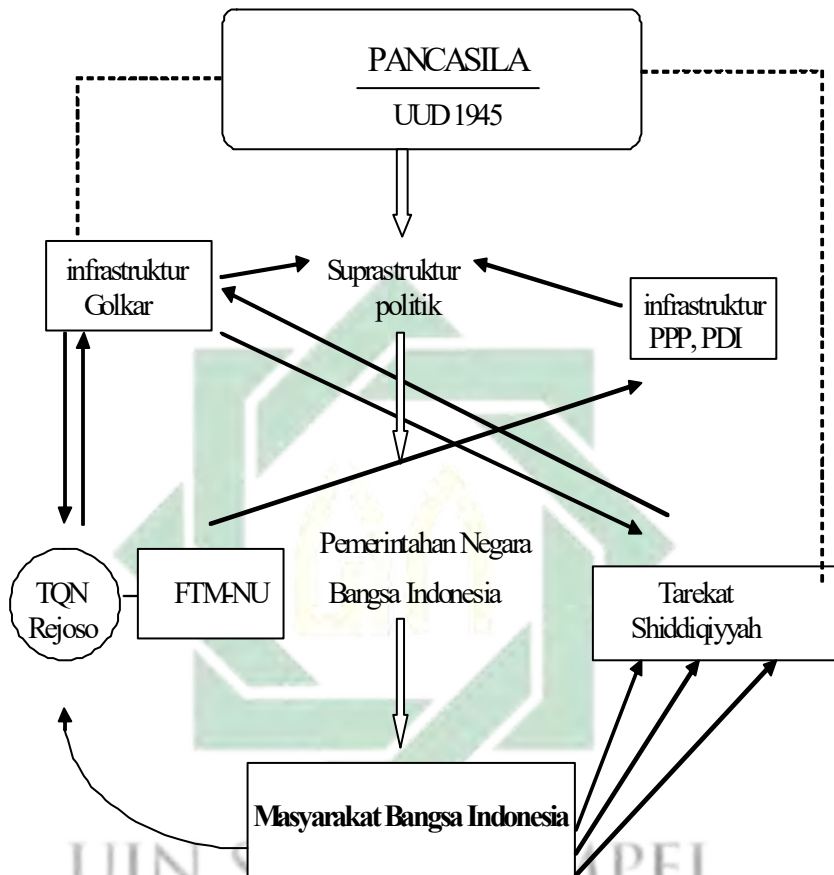 PANCASILA
UUD 1945
infrastruktur
Golkar
Suprastruktur
politik
infrastruktur
PPP, PDI
TQN
Rejoso
FTM-NU
Pemerintahan Negara
Bangsa Indonesia
Tarekat
Shiddiqiyyah
Masyarakat Bangsa Indonesia
UIN